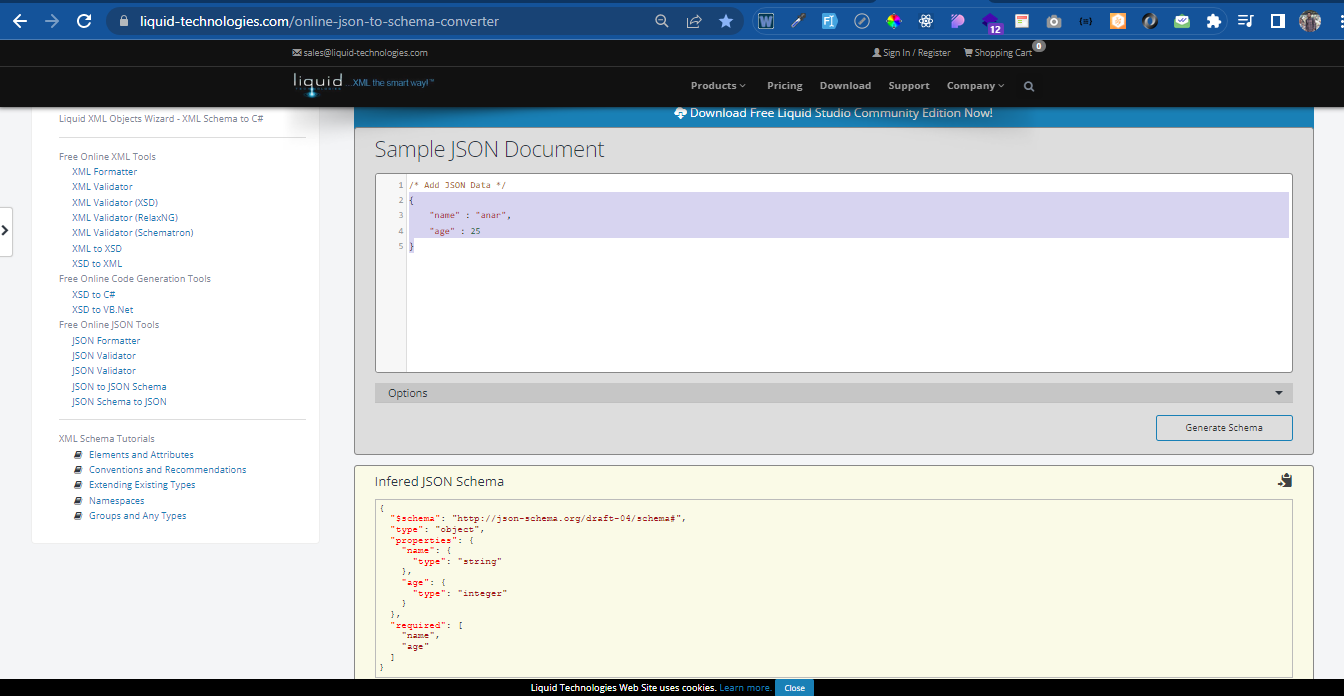 liquid-technologies.com/online-json-to-schema-converter
12
sales@liquid-technologies.com
Sign In / Register
Shopping Cart
0
liquid
XML the smart way!™
Products
Pricing
Download
Support
Company
Liquid XML Objects Wizard - XML Schema to C#
Free Online XML Tools
XML Formatter
XML Validator
XML Validator (XSD)
XML Validator (RelaxNG)
XML Validator (Schematron)
XML to XSD
XSD to XML
Free Online Code Generation Tools
XSD to C#
XSD to VB.Net
Free Online JSON Tools
JSON Formatter
JSON Validator
JSON Validator
JSON to JSON Schema
JSON Schema to JSON
XML Schema Tutorials
Elements and Attributes
Conventions and Recommendations
Extending Existing Types
Namespaces
Groups and Any Types
Download Free Liquid Studio Community Edition Now!
Sample JSON Document
1 /* Add JSON Data */
2 {
3 "name" : "anar",
4 "age" : 25
5 }
Options
Generate Schema
Infered JSON Schema
{
"$schema": "http://json-schema.org/draft-04/schema#",
"type": "object",
"properties": {
"name": {
"type": "string"
},
"age": {
"type": "integer"
}
},
"required": [
"name",
"age"
]
}
Liquid Technologies Web Site uses cookies. Learn more. Close